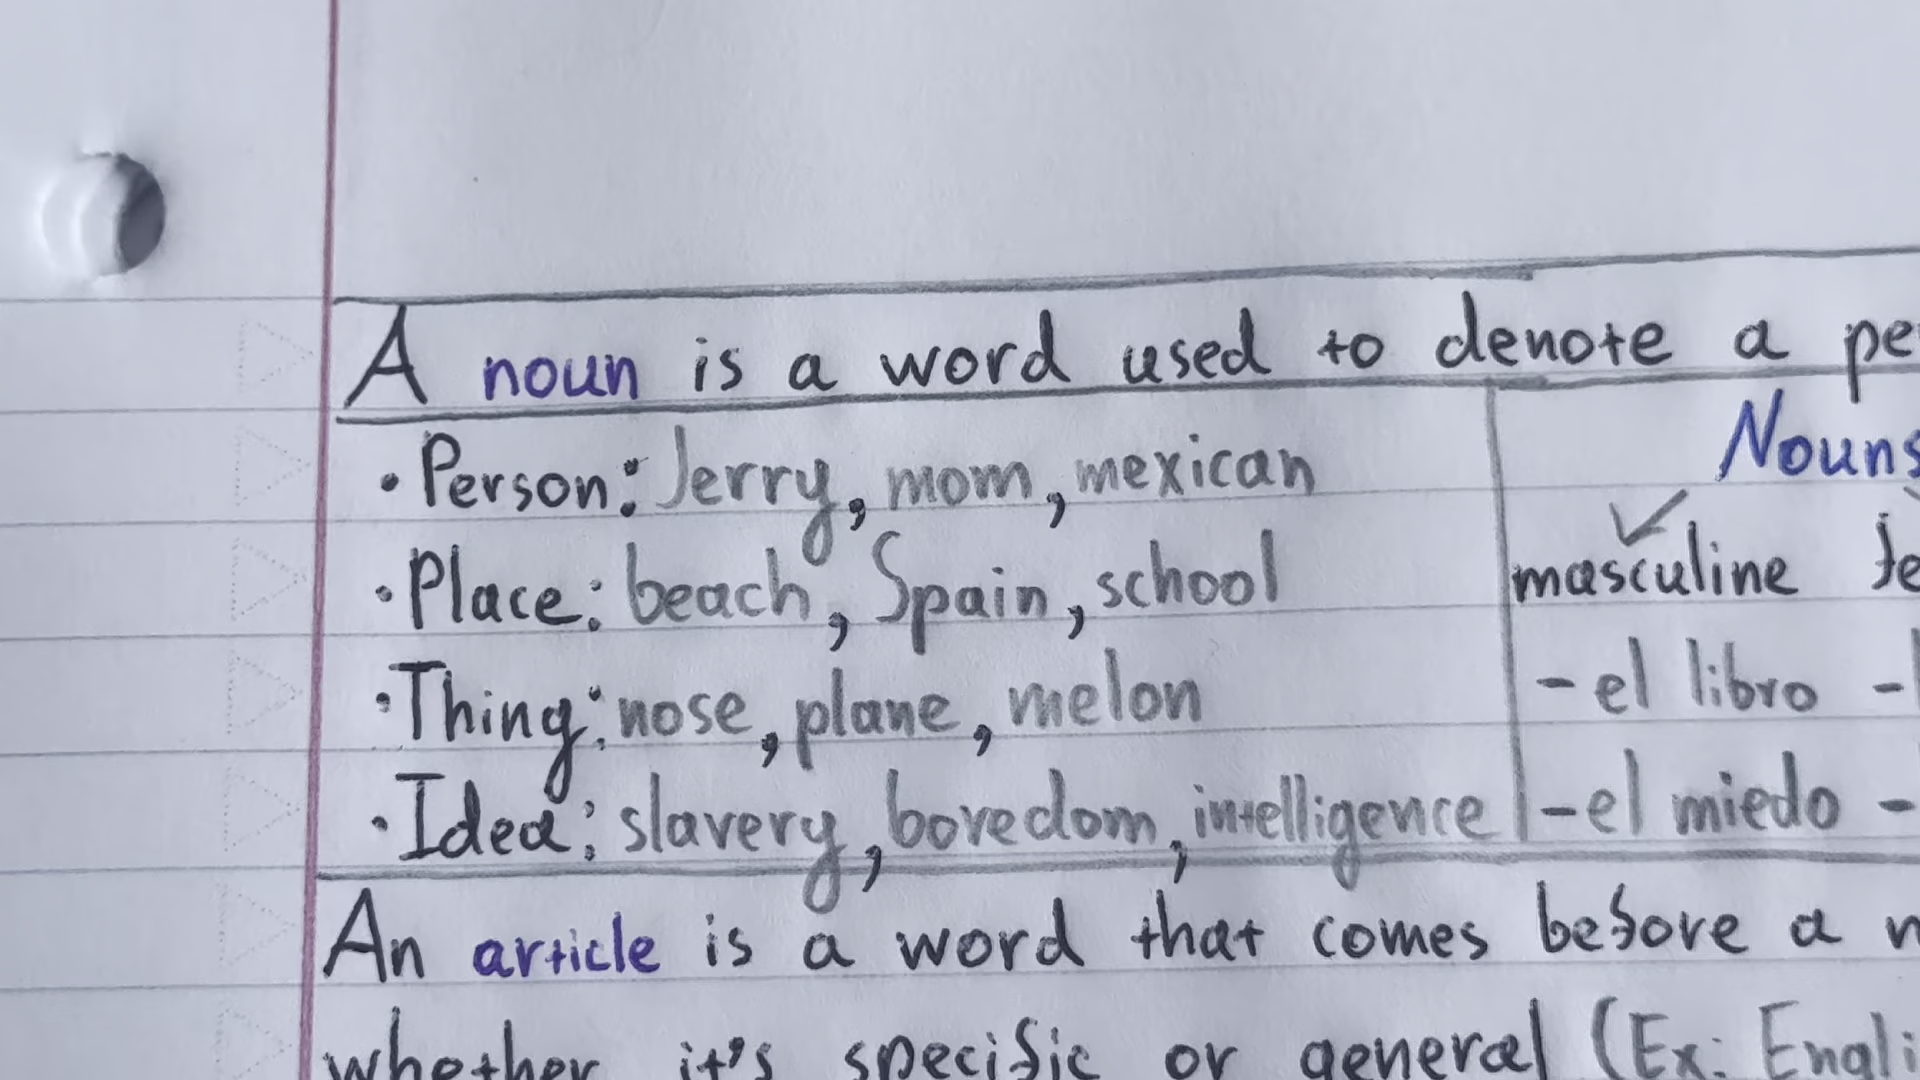 A noun is a word used to denote a
• Person: Jerry, mom, mexican
• Place: beach, Spain, school
• Thing: nose, plane, melon
• Idea: slavery, boredom, intelligence
Nouns
masculine
- el libro -
- el miedo -
An article is a word that comes before a
whether it's specific or general (Ex: